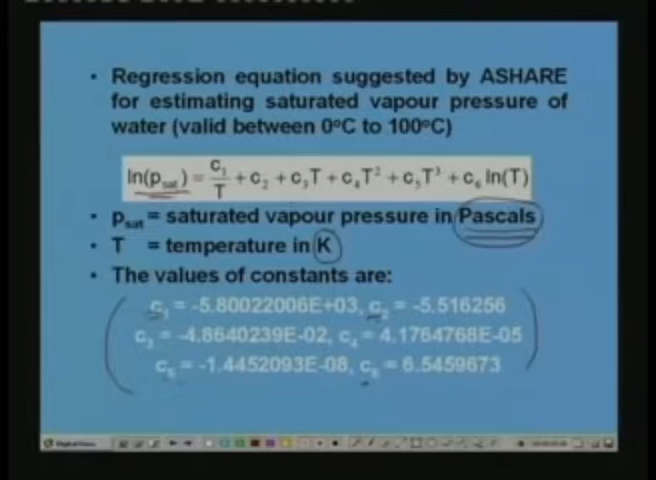 • Regression equation suggested by ASHARE
for estimating saturated vapour pressure of
water (valid between 0°C to 100°C)
ln(p_sat) = c₁/T + c₂ + c₃T + c₄T² + c₅T³ + c₆ ln(T)
• p_sat = saturated vapour pressure in Pascals
• T = temperature in K
• The values of constants are:
c₁ = -5.80022006E+03, c₂ = -5.516256
c₃ = -4.8640239E-02, c₄ = 4.1764768E-05
c₅ = -1.4452093E-08, c₆ = 6.5459673